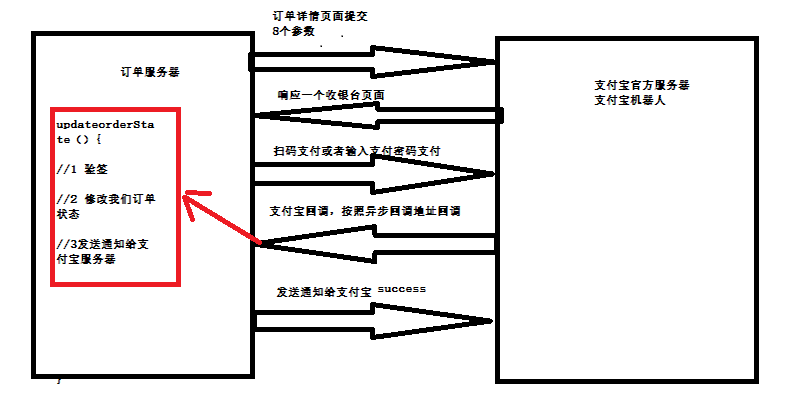 订单详情页面提交
8个参数
订单服务器
支付宝官方服务器
支付宝机器人
响应一个收银台页面
updateorderSta
te（）{
//1 验签
//2 修改我们订单
状态
//3发送通知给支
付宝服务器
}
扫码支付或者输入支付密码支付
支付宝回调，按照异步回调地址回调
发送通知给支付宝 success